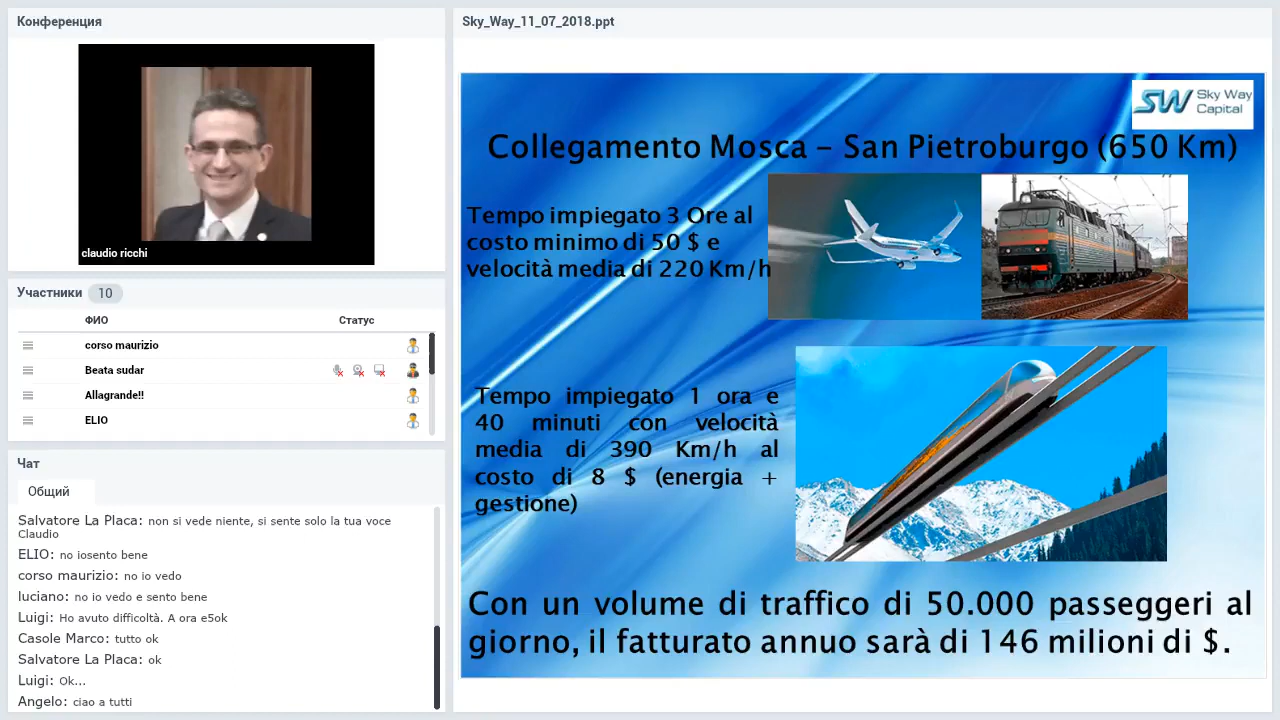 Конференция
claudio ricchi
Участники 10
ФИО Статус
corso maurizio
Beata sudar
Allagrande!!
ELIO
Чат
Общий
Salvatore La Placa: non si vede niente, si sente solo la tua voce
Claudio
ELIO: no iosento bene
corso maurizio: no io vedo
luciano: no io vedo e sento bene
Luigi: Ho avuto difficoltà. A ora e5ok
Casole Marco: tutto ok
Salvatore La Placa: ok
Luigi: Ok...
Angelo: ciao a tutti
Sky_Way_11_07_2018.ppt
SW Sky Way
Capital
Collegamento Mosca – San Pietroburgo (650 Km)
Tempo impiegato 3 Ore al
costo minimo di 50 $ e
velocità media di 220 Km/h
Tempo impiegato 1 ora e
40 minuti con velocità
media di 390 Km/h al
costo di 8 $ (energia +
gestione)
Con un volume di traffico di 50.000 passeggeri al
giorno, il fatturato annuo sarà di 146 milioni di $.